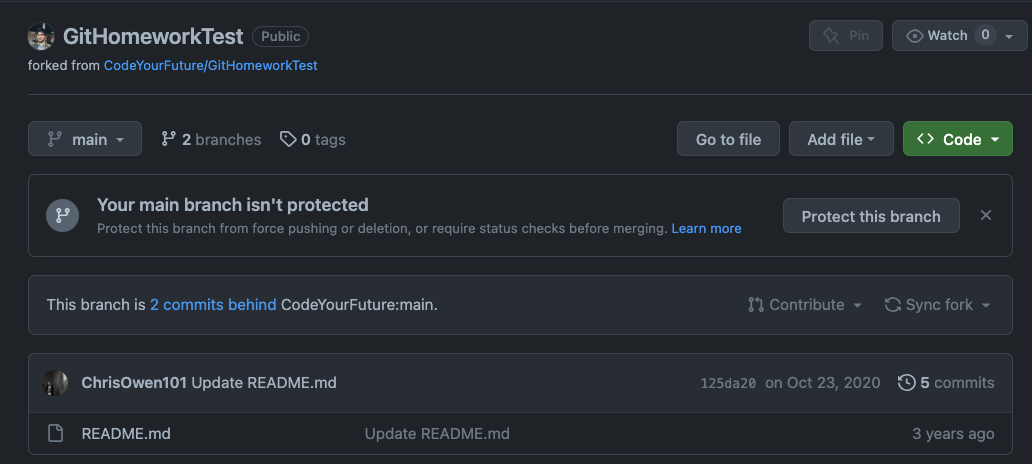 GitHomeworkTest Public Pin Watch 0
forked from CodeYourFuture/GitHomeworkTest
main 2 branches 0 tags Go to file Add file Code
Your main branch isn't protected
Protect this branch from force pushing or deletion, or require status checks before merging. Learn more
Protect this branch
This branch is 2 commits behind CodeYourFuture:main. Contribute Sync fork
ChrisOwen101 Update README.md 125da20 on Oct 23, 2020 5 commits
README.md Update README.md 3 years ago